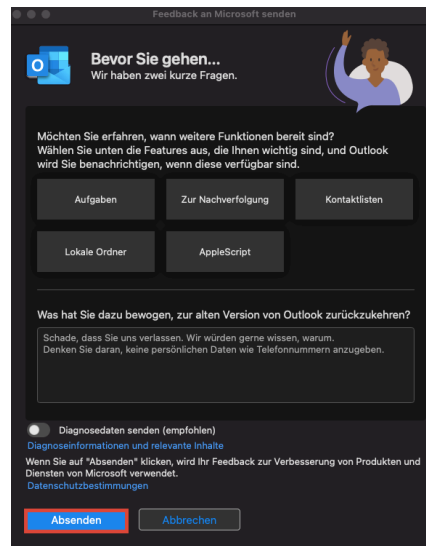 Feedback an Microsoft senden
Bevor Sie gehen...
Wir haben zwei kurze Fragen.
Möchten Sie erfahren, wann weitere Funktionen bereit sind?
Wählen Sie unten die Features aus, die Ihnen wichtig sind, und Outlook
wird Sie benachrichtigen, wenn diese verfügbar sind.
Aufgaben
Zur Nachverfolgung
Kontaktlisten
Lokale Ordner
AppleScript
Was hat Sie dazu bewogen, zur alten Version von Outlook zurückzukehren?
Schade, dass Sie uns verlassen. Wir würden gerne wissen, warum.
Denken Sie daran, keine persönlichen Daten wie Telefonnummern anzugeben.
Diagnosedaten senden (empfohlen)
Diagnoseinformationen und relevante Inhalte
Wenn Sie auf "Absenden" klicken, wird Ihr Feedback zur Verbesserung von Produkten und
Diensten von Microsoft verwendet.
Datenschutzbestimmungen
Absenden
Abbrechen